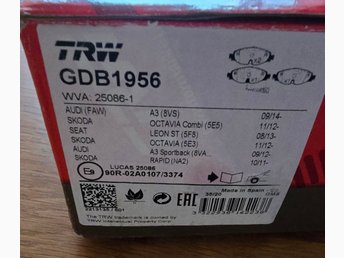 TRW
GDB1956
WVA: 25086-1
AUDI (FAW) A3 (8VS) 09/14-
SKODA OCTAVIA Combi (5E5) 11/12-
SEAT LEON ST (5F8) 08/13-
SKODA OCTAVIA (5E3) 11/12-
AUDI A3 Sportback (8VA... 09/12-
SKODA RAPID (NA2) 10/11-
LUCAS 25086
90R-02A0107/3374
35/20
Made in Spain
EAC
The TRW trademark is owned by
TRW Intellectual Property Corp.